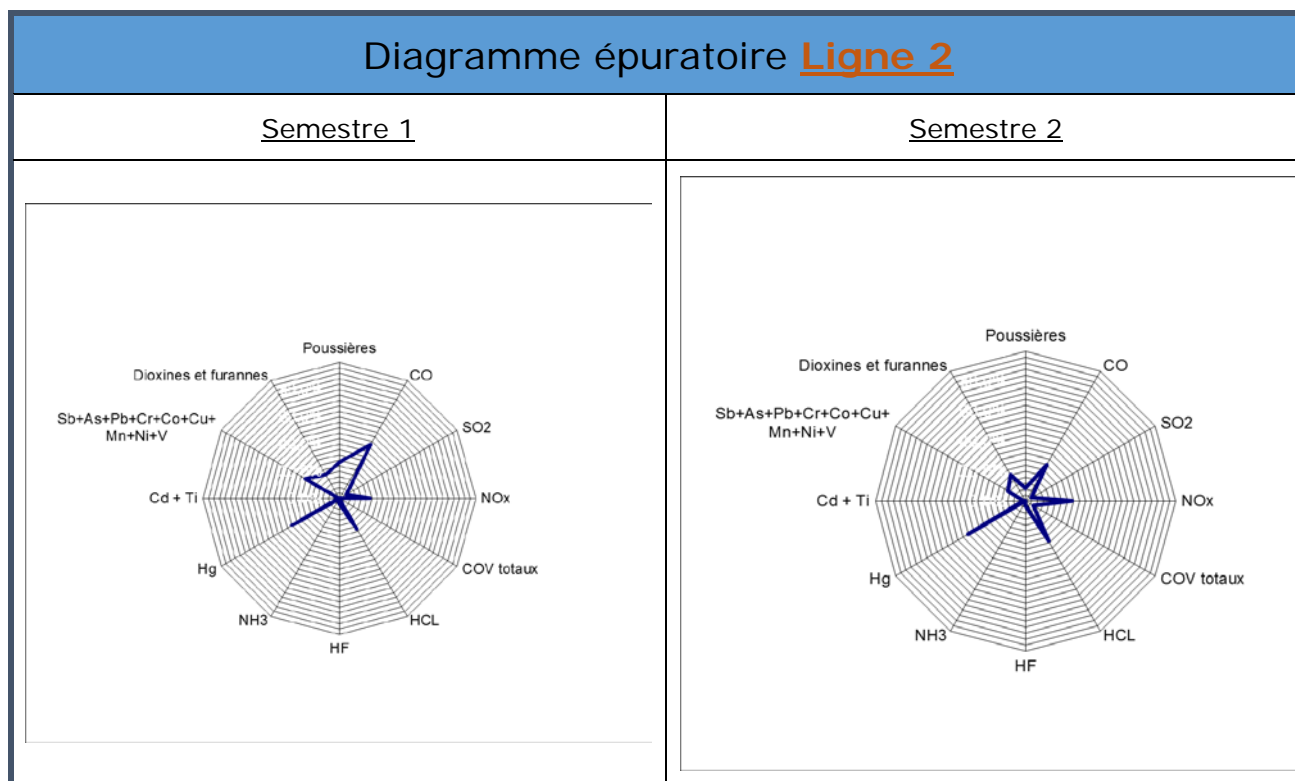 Diagramme épuratoire Ligne 2
Semestre 1
Semestre 2
Poussières
CO
SO2
NOx
COV totaux
HCL
HF
NH3
Hg
Cd + Ti
Sb+As+Pb+Cr+Co+Cu+
Mn+Ni+V
Dioxines et furannes
Poussières
CO
SO2
NOx
COV totaux
HCL
HF
NH3
Hg
Cd + Ti
Sb+As+Pb+Cr+Co+Cu+
Mn+Ni+V
Dioxines et furannes